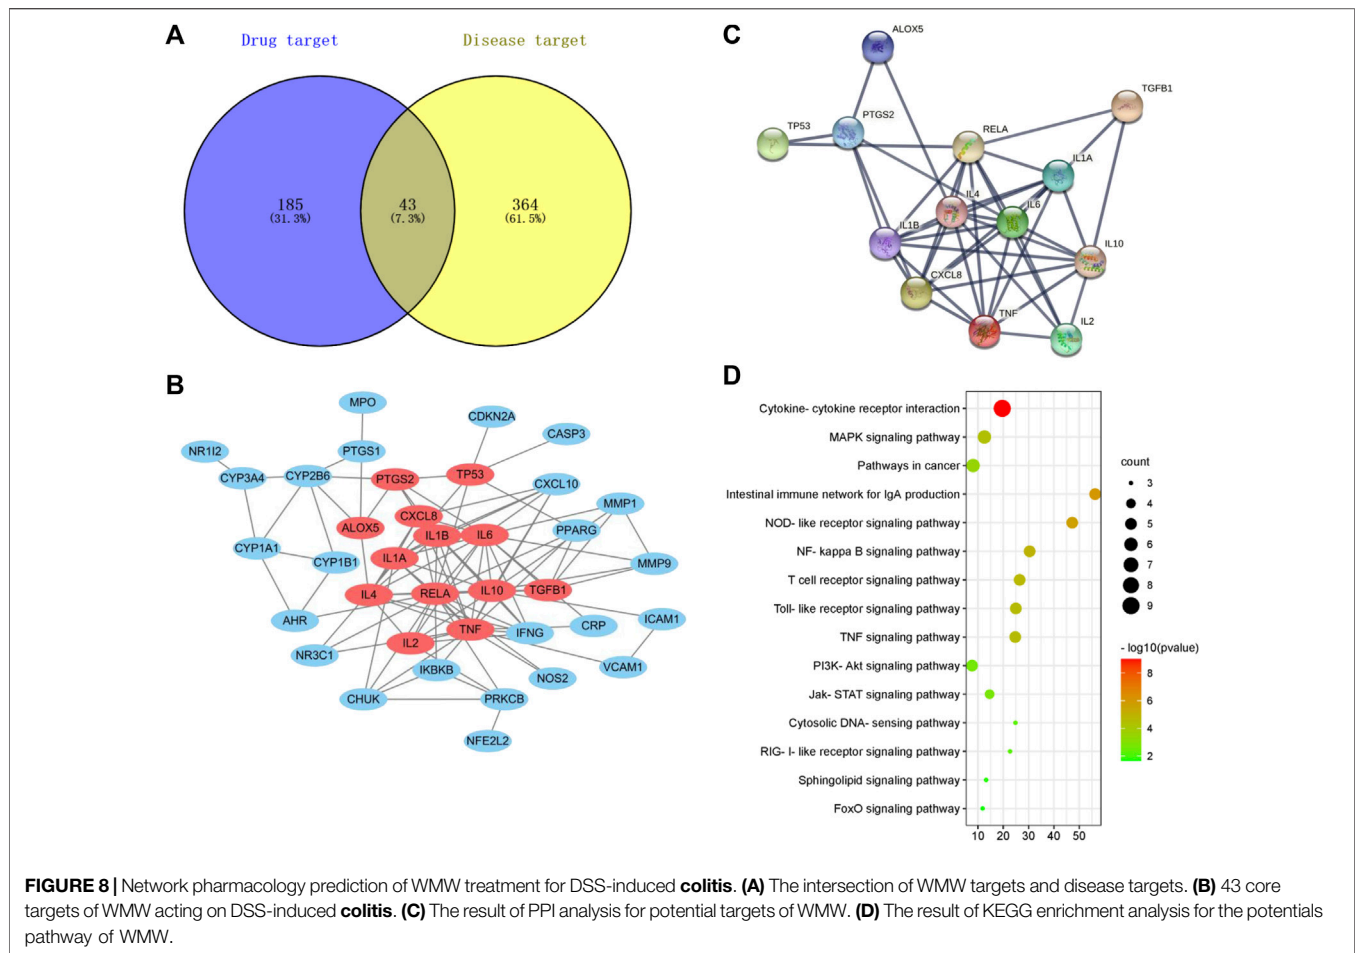 A
Drug target
Disease target
185
(31.3%)
43
(7.3%)
364
(61.5%)
B
MPO
CDKN2A
CASP3
NR1I2
PTGS1
CYP3A4
CYP2B6
PTGS2
TP53
CXCL10
MMP1
CXCL8
ALOX5
IL1B
IL6
PPARG
CYP1A1
CYP1B1
IL1A
MMP9
IL4
RELA
IL10
TGFB1
AHR
TNF
IFNG
CRP
ICAM1
IL2
NR3C1
IKBKB
NOS2
VCAM1
CHUK
PRKCB
NFE2L2
C
ALOX5
TGFB1
PTGS2
TP53
RELA
IL1A
IL4
IL6
IL1B
IL10
CXCL8
TNF
IL2
D
Cytokine- cytokine receptor interaction
MAPK signaling pathway
Pathways in cancer
Intestinal immune network for IgA production
NOD- like receptor signaling pathway
NF- kappa B signaling pathway
T cell receptor signaling pathway
Toll- like receptor signaling pathway
TNF signaling pathway
PI3K- Akt signaling pathway
Jak- STAT signaling pathway
Cytosolic DNA- sensing pathway
RIG- I- like receptor signaling pathway
Sphingolipid signaling pathway
FoxO signaling pathway
10 20 30 40 50
count
3
4
5
6
7
8
9
- log10(pvalue)
8
6
4
2
FIGURE 8 | Network pharmacology prediction of WMW treatment for DSS-induced colitis. (A) The intersection of WMW targets and disease targets. (B) 43 core
targets of WMW acting on DSS-induced colitis. (C) The result of PPI analysis for potential targets of WMW. (D) The result of KEGG enrichment analysis for the potentials
pathway of WMW.